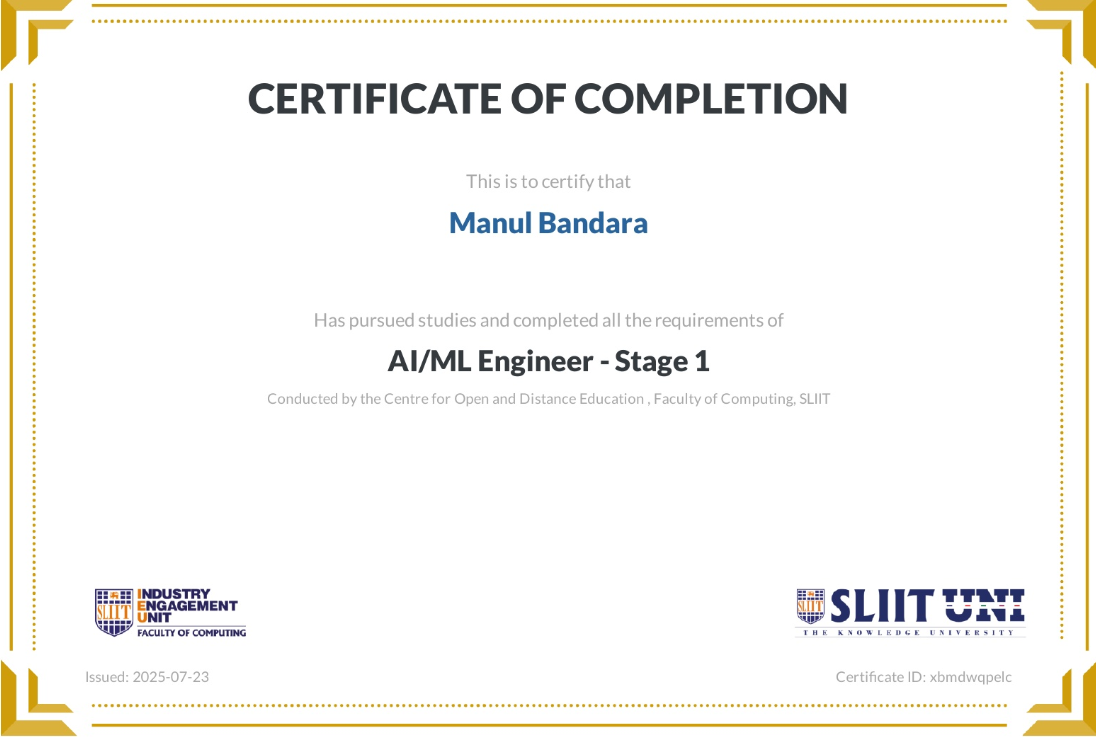 CERTIFICATE OF COMPLETION
This is to certify that
Manul Bandara
Has pursued studies and completed all the requirements of
AI/ML Engineer - Stage 1
Conducted by the Centre for Open and Distance Education , Faculty of Computing, SLIIT
SLIIT
INDUSTRY
ENGAGEMENT
UNIT
FACULTY OF COMPUTING
SLIIT
SLIIT UNI
THE KNOWLEDGE UNIVERSITY
Issued: 2025-07-23
Certificate ID: xbmdwqpelc